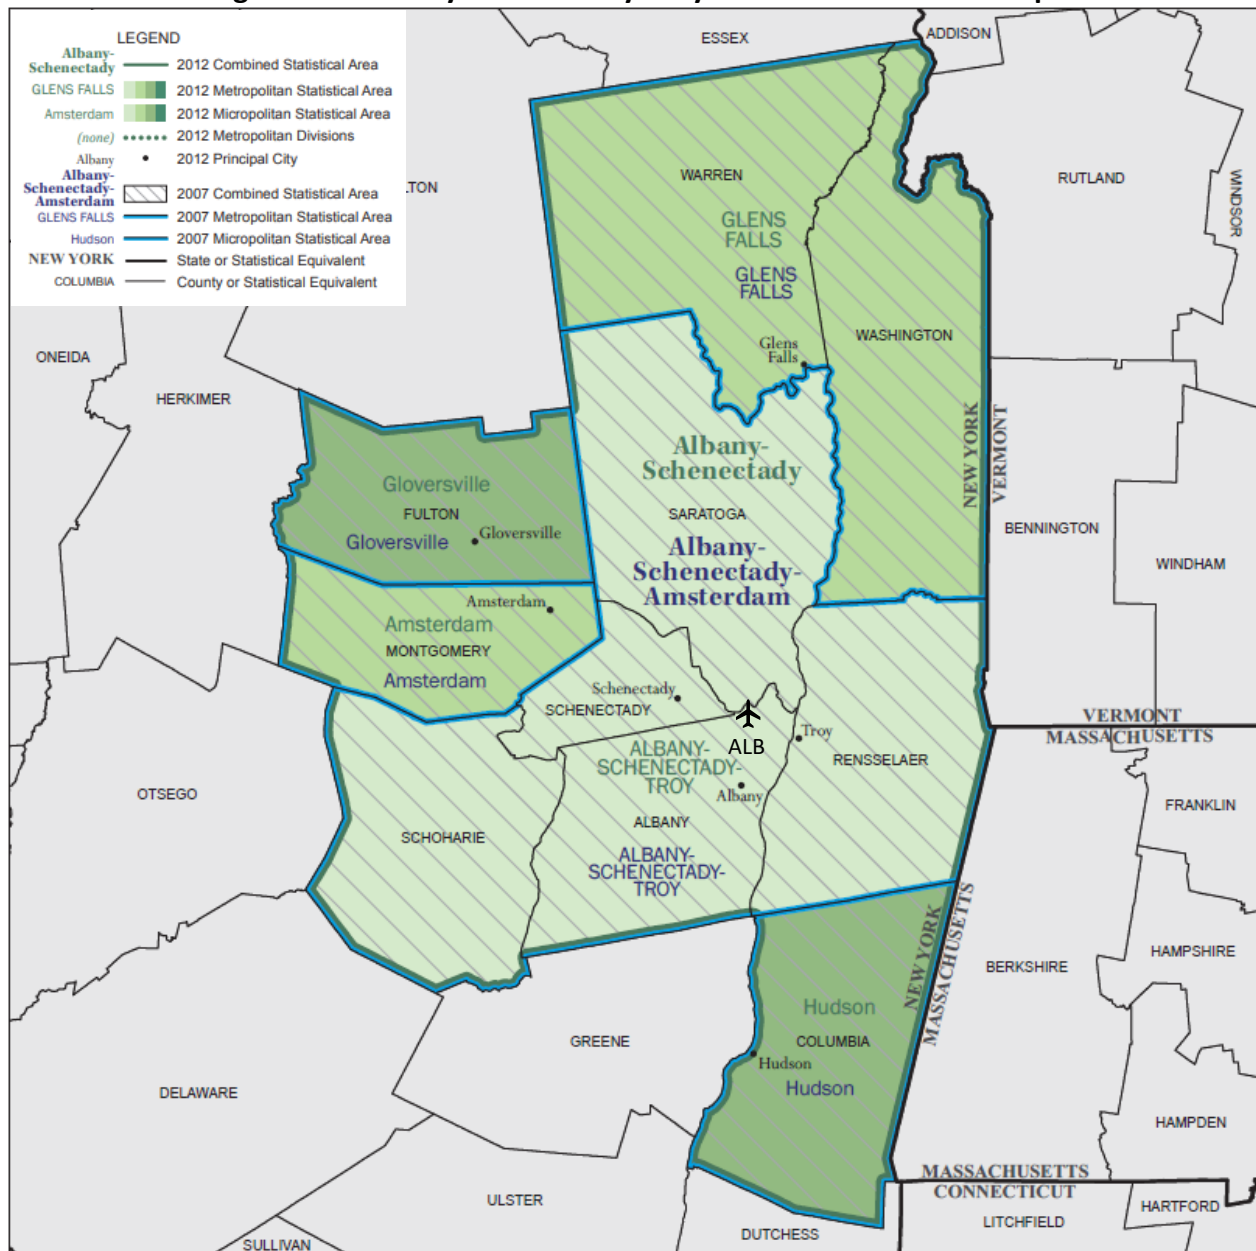 LEGEND
Albany-
Schenectady
2012 Combined Statistical Area
GLENS FALLS
2012 Metropolitan Statistical Area
Amsterdam
2012 Micropolitan Statistical Area
(none)
2012 Metropolitan Divisions
Albany
2012 Principal City
Albany-
Schenectady-
Amsterdam
2007 Combined Statistical Area
GLENS FALLS
2007 Metropolitan Statistical Area
Hudson
2007 Micropolitan Statistical Area
NEW YORK
State or Statistical Equivalent
COLUMBIA
County or Statistical Equivalent
ESSEX
ADDISON
LTON
WARREN
RUTLAND
WINDSOR
GLENS
FALLS
GLENS
FALLS
Glens
Falls
WASHINGTON
ONEIDA
HERKIMER
NEW YORK
VERMONT
Albany-
Schenectady
SARATOGA
Albany-
Schenectady-
Amsterdam
Gloversville
FULTON
Gloversville
Gloversville
BENNINGTON
WINDHAM
Amsterdam
Amsterdam
MONTGOMERY
Amsterdam
Schenectady
SCHENECTADY
VERMONT
MASSACHUSETTS
ALB
Troy
RENSSELAER
ALBANY-
SCHENECTADY-
TROY
Albany
ALBANY
ALBANY-
SCHENECTADY-
TROY
OTSEGO
SCHOHARIE
FRANKLIN
NEW YORK
MASSACHUSETTS
HAMPSHIRE
BERKSHIRE
Hudson
COLUMBIA
Hudson
Hudson
GREENE
DELAWARE
HAMPDEN
MASSACHUSETTS
CONNECTICUT
ULSTER
HARTFORD
LITCHFIELD
DUTCHESS
SULLIVAN